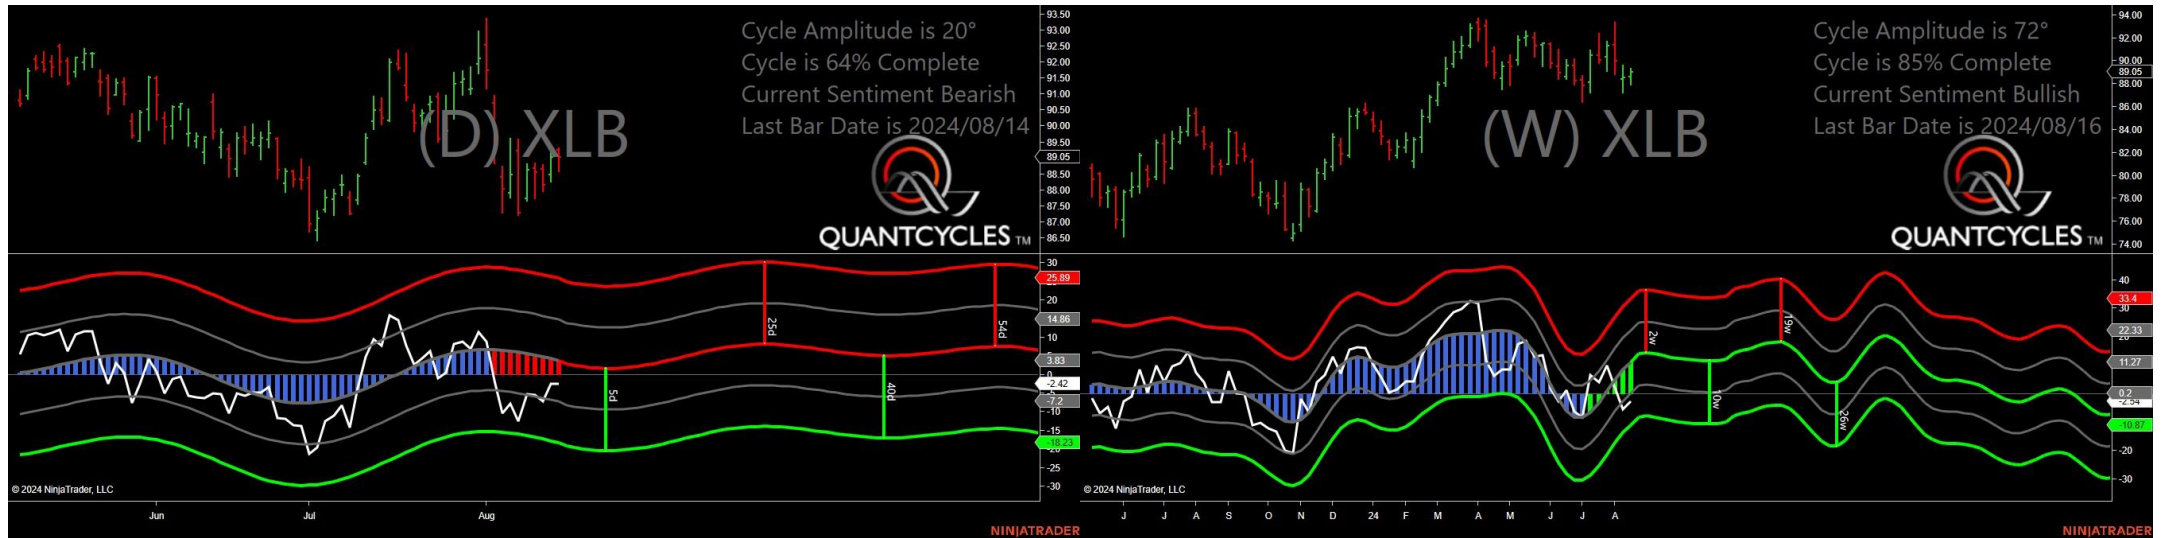 Cycle Amplitude is 20°
Cycle is 64% Complete
Current Sentiment Bearish
Last Bar Date is 2024/08/14
(D) XLB
QUANTCYCLES TM
93.50
93.00
92.50
92.00
91.50
91.00
90.50
90.00
89.50
89.05
88.50
88.00
87.50
87.00
86.50
30
25.89
20
14.86
10
3.83
0
-2.42
-7.2
-10
-15
-18.23
-25
-30
5d
25d
40d
54d
© 2024 NinjaTrader, LLC
Jun
Jul
Aug
NINJATRADER
Cycle Amplitude is 72°
Cycle is 85% Complete
Current Sentiment Bullish
Last Bar Date is 2024/08/16
(W) XLB
QUANTCYCLES TM
94.00
92.00
90.00
89.05
88.00
86.00
84.00
82.00
80.00
78.00
76.00
74.00
40
33.4
22.33
20
11.27
0.2
-10.87
-20
-30
2w
10w
19w
26w
© 2024 NinjaTrader, LLC
J
J
A
S
O
N
D
24
F
M
A
M
J
J
A
NINJATRADER